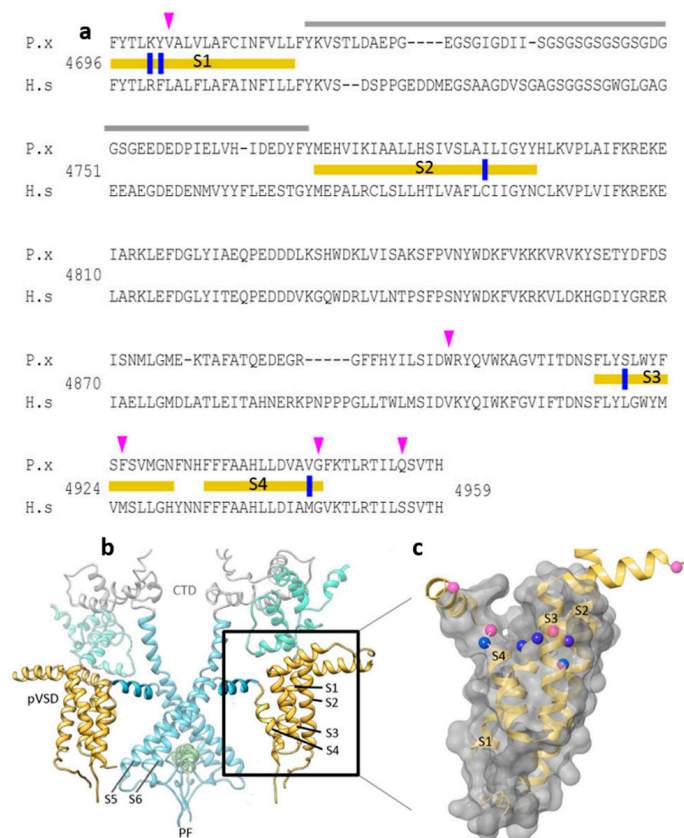 a
P.x FYTLKYVALVLAFCINFVLLFYKVSTLDAEPG----EGSGIGDII-SGSGSGSGSGSGDG
4696 S1
H.s FYTLRFLALFLAFAINFILLFYKVS--DSPPGEDDMEGSAAGDVSGAGSGGSSGWGLGAG
P.x GSGEEDEDPIELVH-IDEDYFYMEHVIKIAALLHSIVSLAILIGYYHLKVPLAIFKREKE
4751 S2
H.s EEAEGDEDENMVYYFLEESTGYMEPALRCLSLLHTLVAFLCIIGYNCLKVPLVIFKREKE
P.x IARKLEFDGLYIAEQPEDDDLKSHWDKLVISAKSFPVNYWDKFVKKKVRVKYSETYDFDS
4810
H.s LARKLEFDGLYITEQPEDDDVKGQWDRLVLNTPSFPSNYWDKFVKRKVLDKHGDIYGRER
P.x ISNMLGME-KTAFATQEDEGR-----GFFHYILSIDWRYQVWKAGVTITDNSFLYSLWYF
4870 S3
H.s IAELLGMDLATLEITAHNERKPNPPPGLLTWLMSIDVKYQIWKFGVIFTDNSFLYLGWYM
P.x SFSVMGNFNHFFFAAHLLDVAVGFKTLRTILQSVTH
4924 S4 4959
H.s VMSLLGHYNNFFFAAHLLDIAMGVKTLRTILSSVTH
b
CTD
pVSD
S1
S2
S3
S4
S5 S6
PF
c
S3
S2
S4
S1